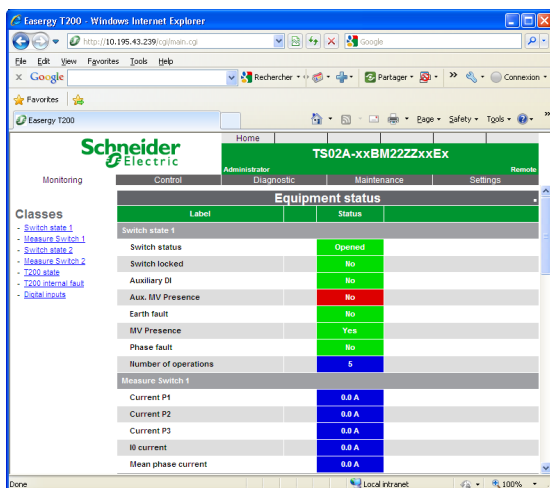 Easergy T200 - Windows Internet Explorer
http://10.195.43.239/cgi/main.cgi
Google
File Edit View Favorites Tools Help
x Google Rechercher Partager >> Connexion
Favorites
Easergy T200 Page Safety Tools >>
Schneider Electric
Home
TS02A-xxBM22ZZxxEx
Administrator Remote
Monitoring Control Diagnostic Maintenance Settings
Equipment status
Classes
- Switch state 1
- Measure Switch 1
- Switch state 2
- Measure Switch 2
- T200 state
- T200 internal fault
- Digital inputs
Label Status
Switch state 1
Switch status Opened
Switch locked No
Auxiliary DI No
Aux. MV Presence No
Earth fault No
MV Presence Yes
Phase fault No
Number of operations 5
Measure Switch 1
Current P1 0.0 A
Current P2 0.0 A
Current P3 0.0 A
I0 current 0.0 A
Mean phase current 0.0 A
Done Local intranet 100%